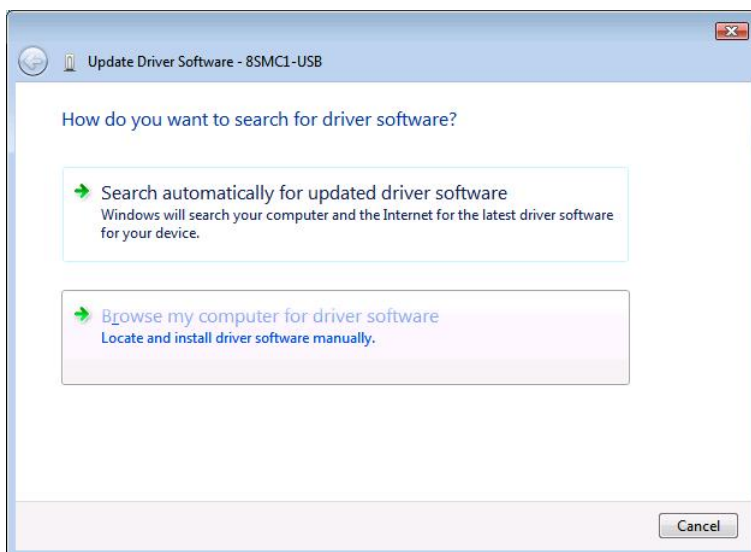 Update Driver Software - 8SMC1-USB
How do you want to search for driver software?
Search automatically for updated driver software
Windows will search your computer and the Internet for the latest driver software
for your device.
Browse my computer for driver software
Locate and install driver software manually.
Cancel